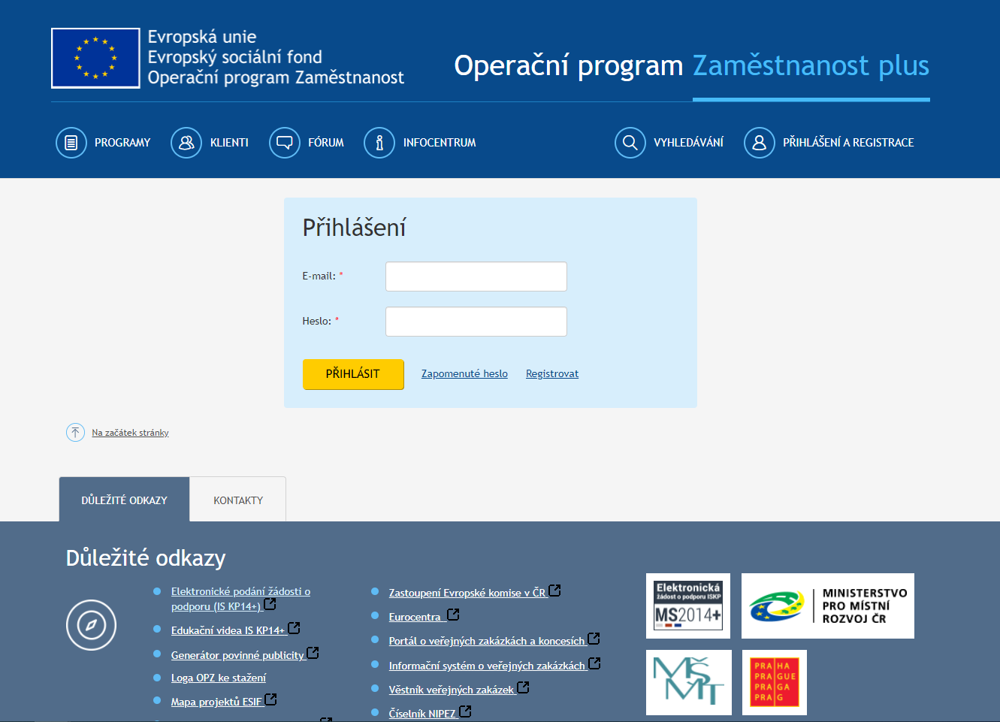 Evropská unie
Evropský sociální fond
Operační program Zaměstnanost
Operační program Zaměstnanost plus
PROGRAMY
KLIENTI
FÓRUM
INFOCENTRUM
VYHLEDÁVÁNÍ
PŘIHLÁŠENÍ A REGISTRACE
Přihlášení
E-mail: *
Heslo: *
PŘIHLÁSIT
Zapomenuté heslo
Registrovat
Na začátek stránky
DŮLEŽITÉ ODKAZY
KONTAKTY
Důležité odkazy
Elektronické podání žádosti o
podporu (IS KP14+)
Edukační videa IS KP14+
Generátor povinné publicity
Loga OPZ ke stažení
Mapa projektů ESIF
Zastoupení Evropské komise v ČR
Eurocentra
Portál o veřejných zakázkách a koncesích
Informační systém o veřejných zakázkách
Věstník veřejných zakázek
Číselník NIPEZ
Elektronická
žádost o podporu ISKP
MS2014+
MINISTERSTVO
PRO MÍSTNÍ
ROZVOJ ČR
MŠMT
PRA HA
PRA GUE
PRA GA
PRA G